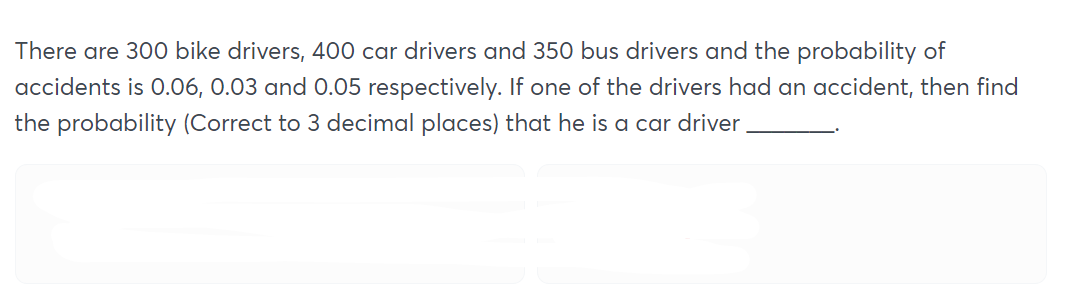 There are 300 bike drivers, 400 car drivers and 350 bus drivers and the probability of
accidents is 0.06, 0.03 and 0.05 respectively. If one of the drivers had an accident, then find
the probability (Correct to 3 decimal places) that he is a car driver ________.